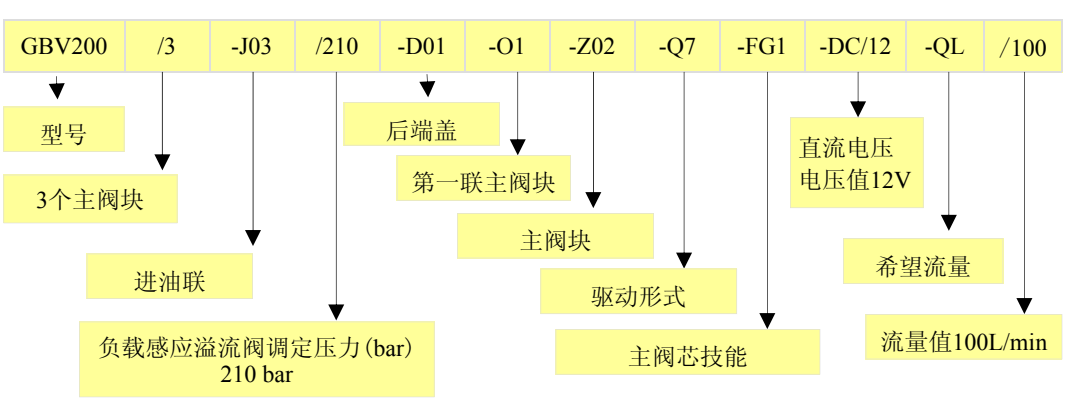 GBV200 /3 -J03 /210 -D01 -O1 -Z02 -Q7 -FG1 -DC/12 -QL /100
型号
后端盖
直流电压
电压值12V
3个主阀块
第一联主阀块
主阀块
进油联
驱动形式
希望流量
负载感应溢流阀调定压力(bar)
210 bar
主阀芯技能
流量值100L/min